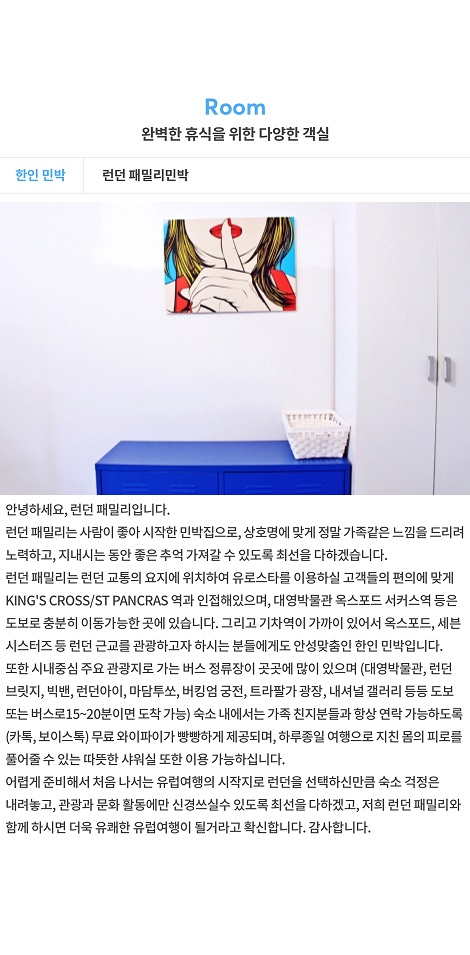 Room
완벽한 휴식을 위한 다양한 객실
한인 민박 런던 패밀리민박
안녕하세요, 런던 패밀리입니다.
런던 패밀리는 사람이 좋아 시작한 민박집으로, 상호명에 맞게 정말 가족같은 느낌을 드리려
노력하고, 지내시는 동안 좋은 추억 가져갈 수 있도록 최선을 다하겠습니다.
런던 패밀리는 런던 교통의 요지에 위치하여 유로스타를 이용하실 고객들의 편의에 맞게
KING'S CROSS/ST PANCRAS 역과 인접해있으며, 대영박물관 옥스포드 서커스역 등은
도보로 충분히 이동가능한 곳에 있습니다. 그리고 기차역이 가까이 있어서 옥스포드, 세븐
시스터즈 등 런던 근교를 관광하고자 하시는 분들에게도 안성맞춤인 한인 민박입니다.
또한 시내중심 주요 관광지로 가는 버스 정류장이 곳곳에 많이 있으며 (대영박물관, 런던
브릿지, 빅밴, 런던아이, 마담투쏘, 버킹엄 궁전, 트라팔가 광장, 내셔널 갤러리 등등 도보
또는 버스로15~20분이면 도착 가능) 숙소 내에서는 가족 친지분들과 항상 연락 가능하도록
(카톡, 보이스톡) 무료 와이파이가 빵빵하게 제공되며, 하루종일 여행으로 지친 몸의 피로를
풀어줄 수 있는 따뜻한 샤워실 또한 이용 가능하십니다.
어렵게 준비해서 처음 나서는 유럽여행의 시작지로 런던을 선택하신만큼 숙소 걱정은
내려놓고, 관광과 문화 활동에만 신경쓰실수 있도록 최선을 다하겠고, 저희 런던 패밀리와
함께 하시면 더욱 유쾌한 유럽여행이 될거라고 확신합니다. 감사합니다.